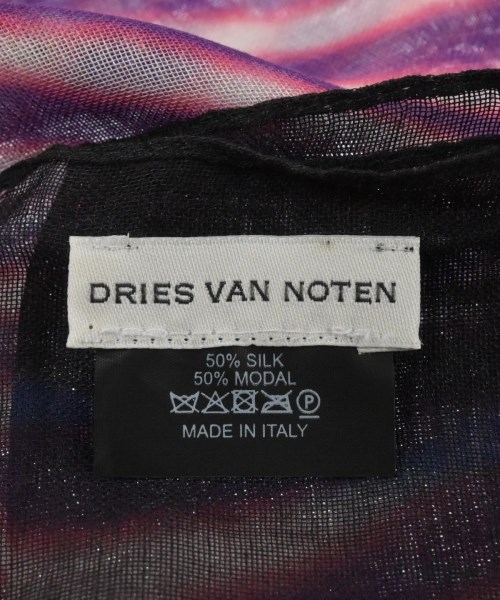 DRIES VAN NOTEN
50% SILK
50% MODAL
P
MADE IN ITALY